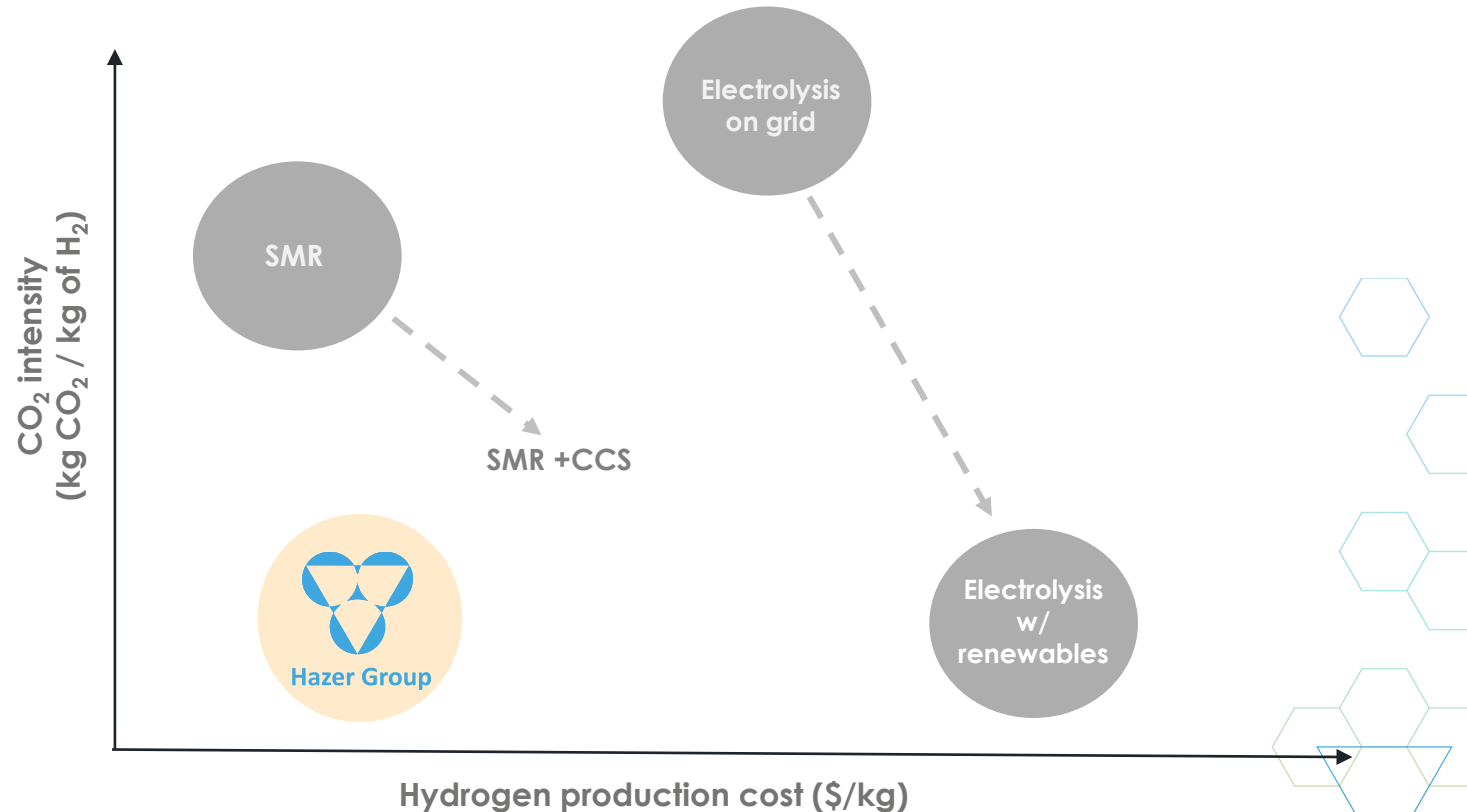 Electrolysis
on grid
SMR
CO₂ intensity
(kg CO₂ / kg of H₂)
SMR +CCS
Hazer Group
Electrolysis
w/
renewables
Hydrogen production cost ($/kg)